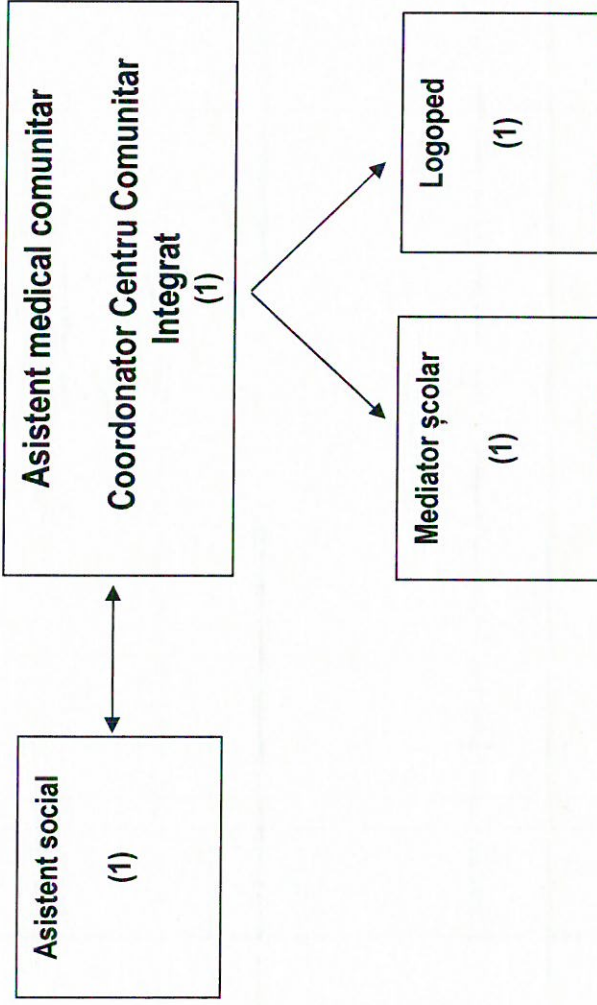 Asistent social
(1)
Asistent medical comunitar
Coordonator Centru Comunitar
Integrat
(1)
Mediator școlar
(1)
Logoped
(1)